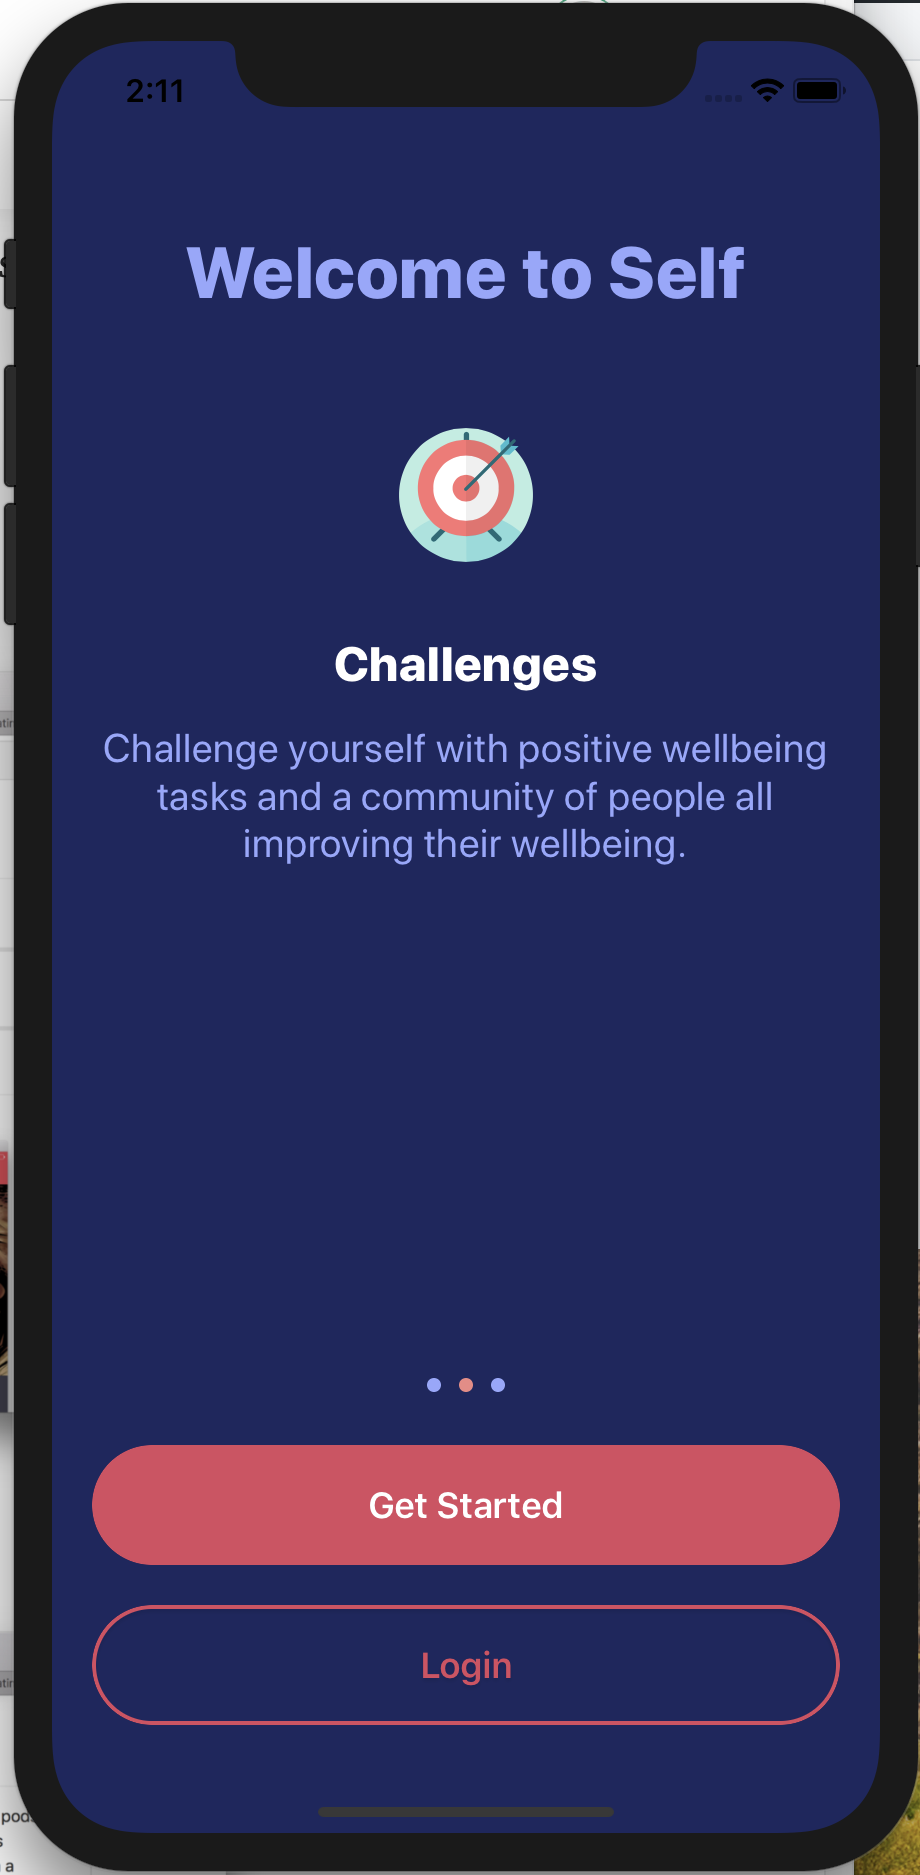 2:11
Welcome to Self
Challenges
Challenge yourself with positive wellbeing
tasks and a community of people all
improving their wellbeing.
Get Started
Login
s
a